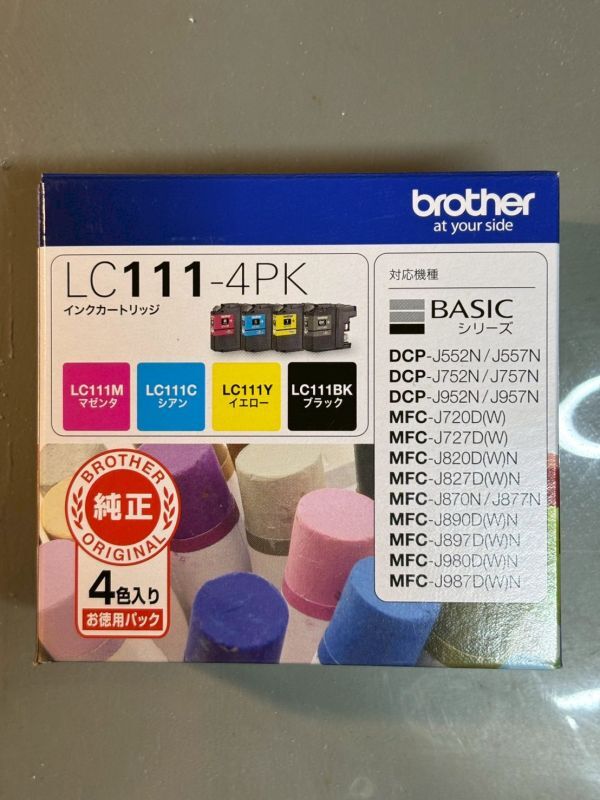 brother
at your side
LC111-4PK
インクカートリッジ
LC111M
マゼンタ
LC111C
シアン
LC111Y
イエロー
LC111BK
ブラック
BROTHER
純正
ORIGINAL
4色入り
お徳用パック
対応機種
BASIC
シリーズ
DCP-J552N/J557N
DCP-J752N/J757N
DCP-J952N/J957N
MFC-J720D(W)
MFC-J727D(W)
MFC-J820D(W)N
MFC-J827D(W)N
MFC-J870N/J877N
MFC-J890D(W)N
MFC-J897D(W)N
MFC-J980D(W)N
MFC-J987D(W)N